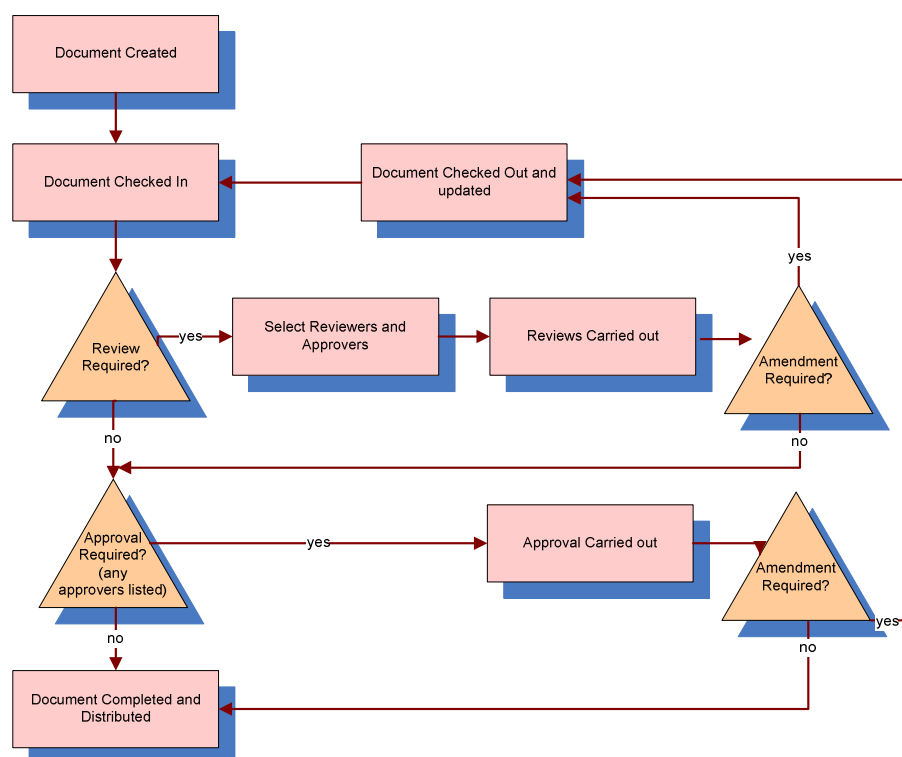 Document Created
Document Checked In
Document Checked Out and
updated
yes
Review
Required?
yes
Select Reviewers and
Approvers
Reviews Carried out
Amendment
Required?
no
no
Approval
Required?
(any
approvers listed)
yes
Approval Carried out
Amendment
Required?
yes
no
no
Document Completed and
Distributed